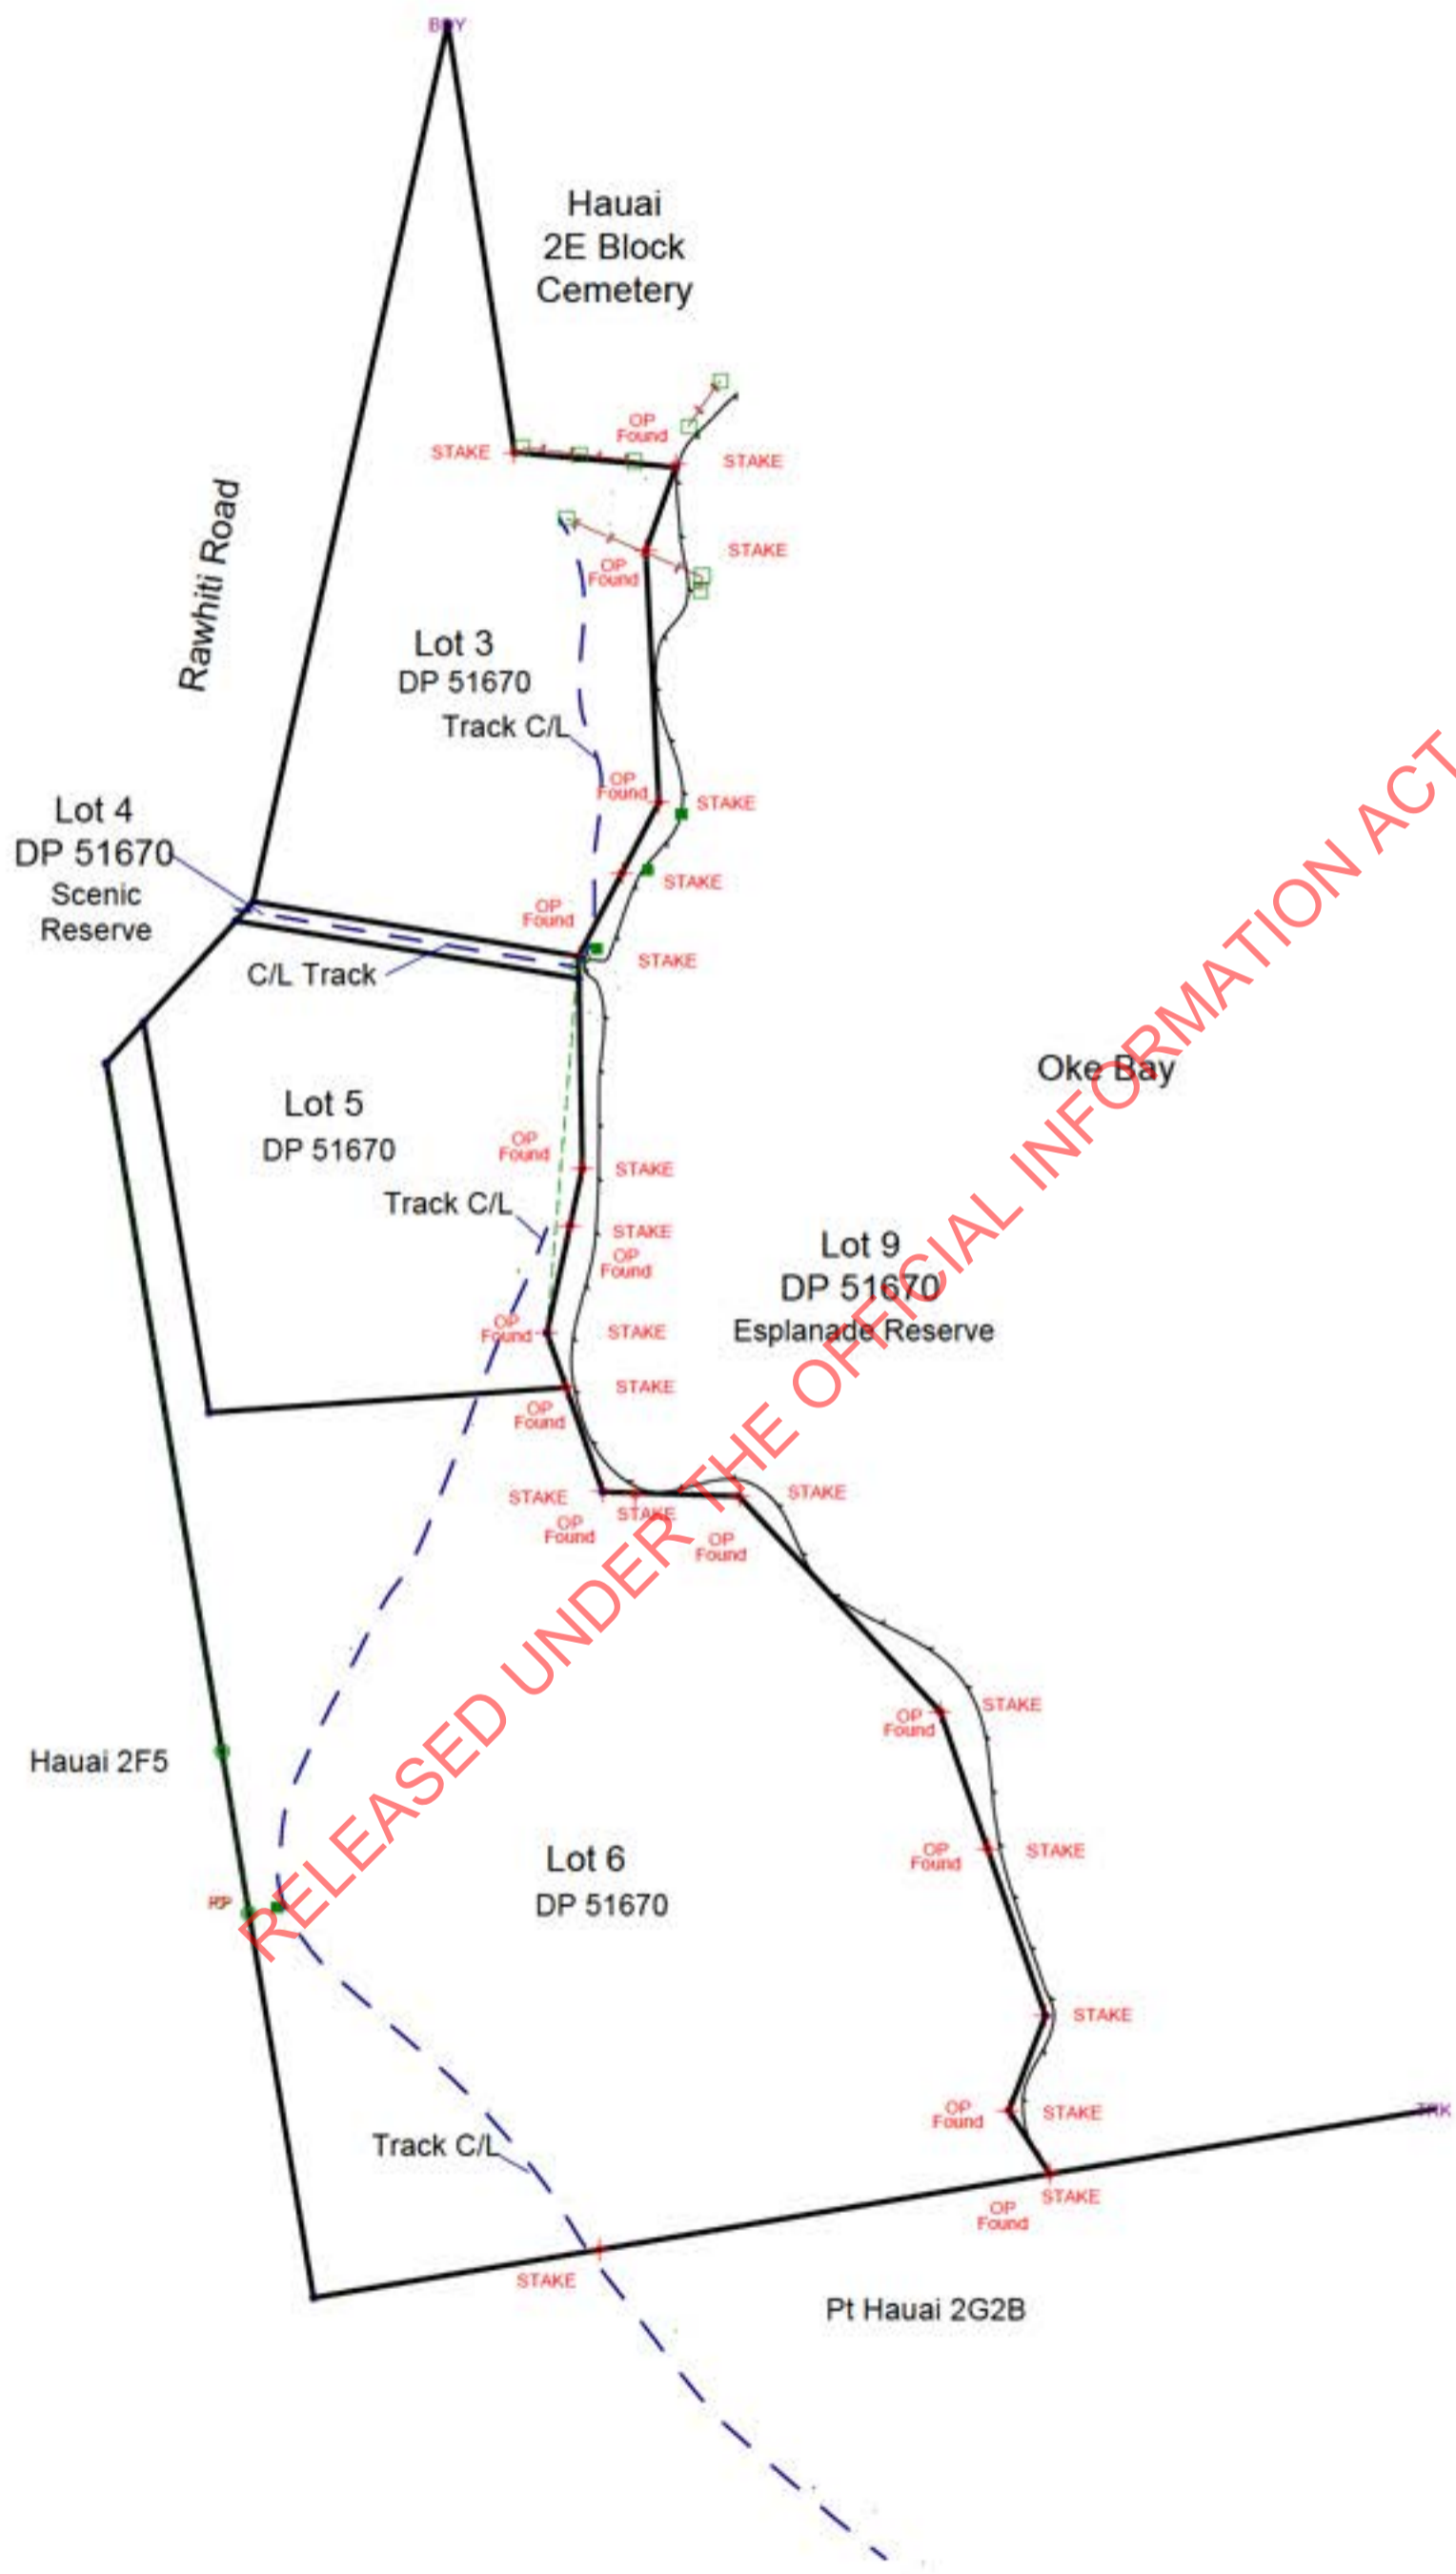 BDY
Hauai
2E Block
Cemetery
OP
Found
STAKE
STAKE
Rawhiti Road
STAKE
OP
Found
Lot 3
DP 51670
Track C/L
OP
Found
STAKE
Lot 4
DP 51670
Scenic
Reserve
STAKE
OP
Found
STAKE
C/L Track
Oke Bay
Lot 5
DP 51670
OP
Found
STAKE
Track C/L
STAKE
OP
Found
Lot 9
DP 51670
Esplanade Reserve
OP
Found
STAKE
STAKE
OP
Found
STAKE
OP
Found
STAKE
STAKE
OP
Found
RELEASED UNDER THE OFFICIAL INFORMATION ACT
STAKE
OP
Found
Hauai 2F5
OP
Found
STAKE
Lot 6
DP 51670
STAKE
OP
Found
STAKE
Track C/L
STAKE
OP
Found
STAKE
Pt Hauai 2G2B